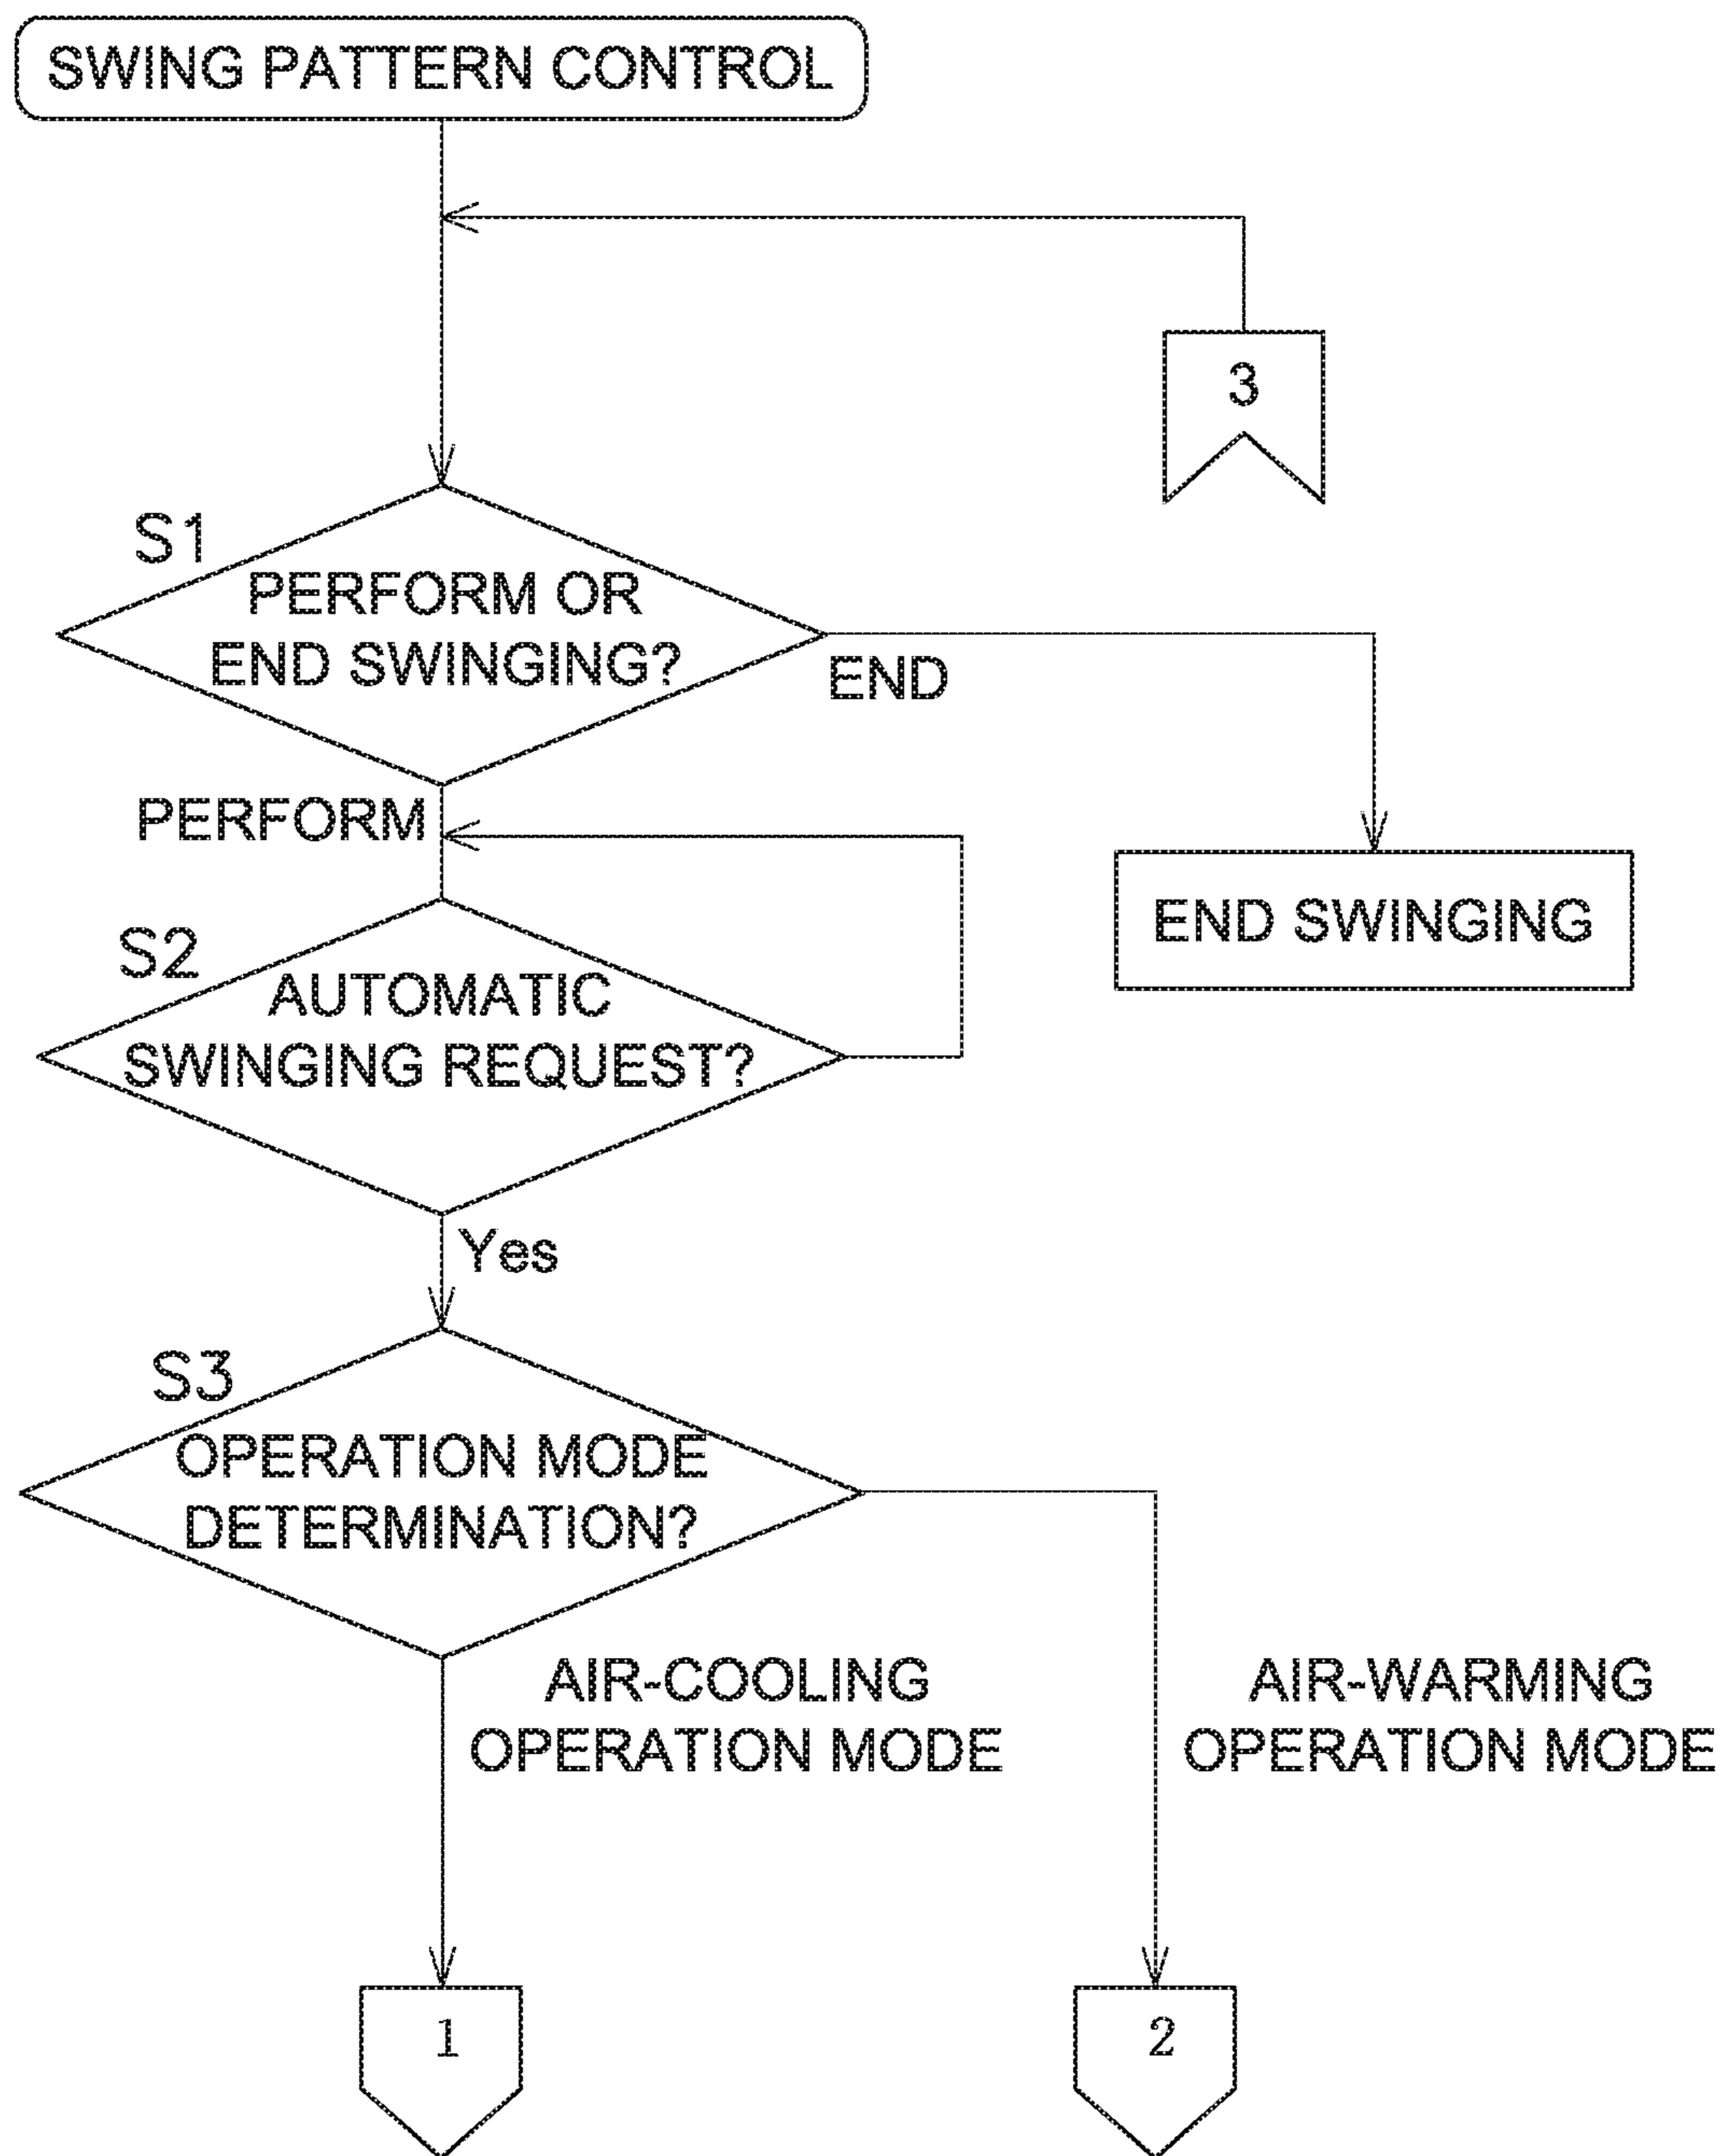 SWING PATTERN CONTROL
3
S1
PERFORM OR
END SWINGING?
END
PERFORM
END SWINGING
S2
AUTOMATIC
SWINGING REQUEST?
Yes
S3
OPERATION MODE
DETERMINATION?
AIR-COOLING
OPERATION MODE
AIR-WARMING
OPERATION MODE
1
2